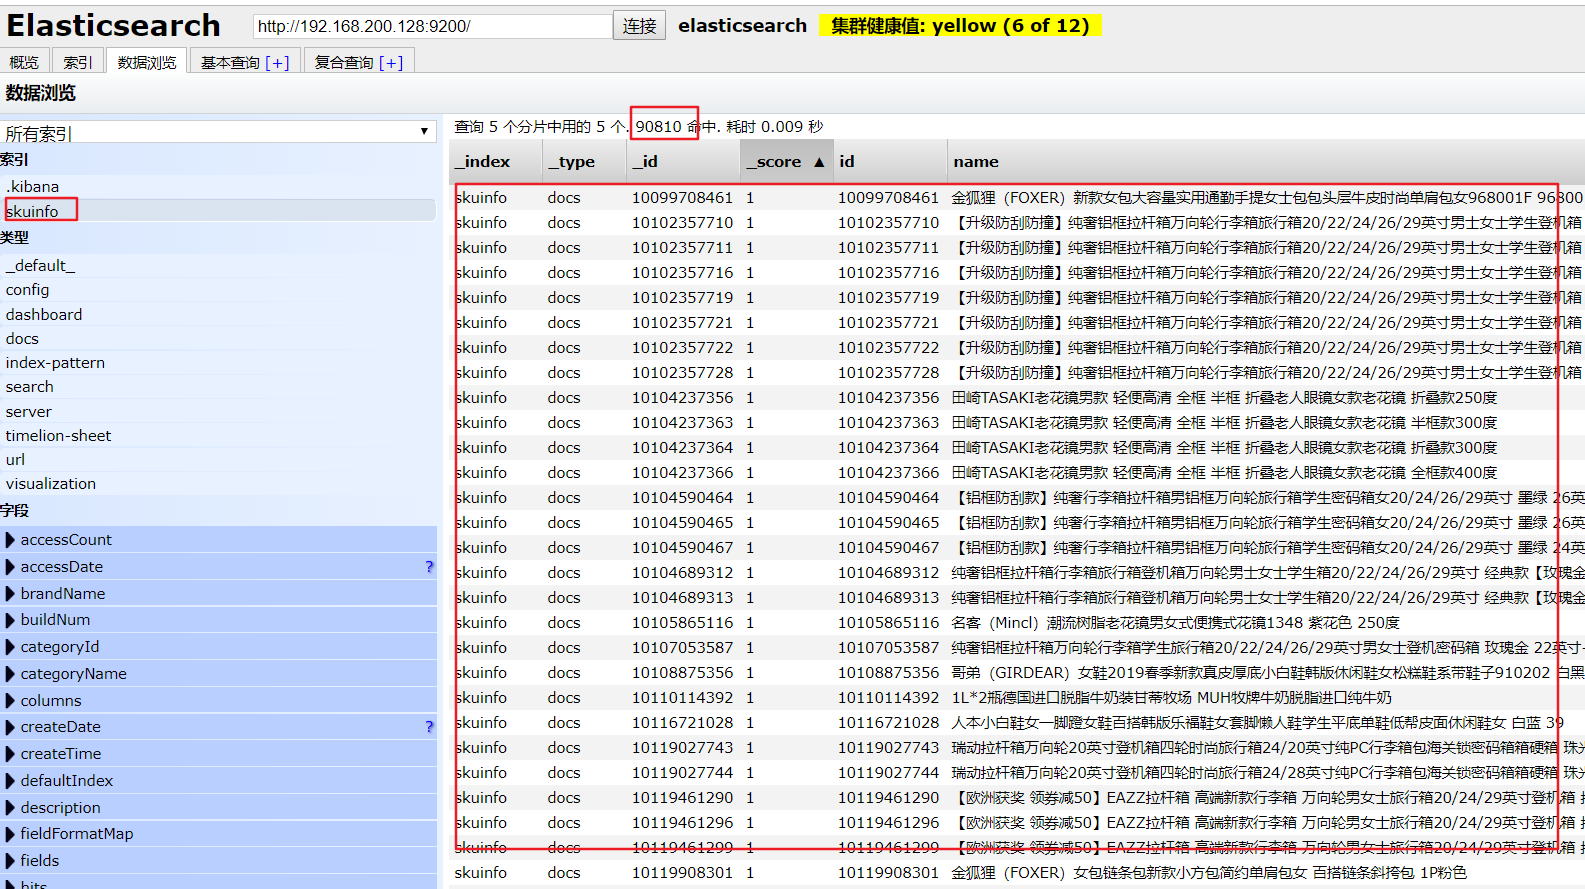 Elasticsearch http://192.168.200.128:9200/ 连接 elasticsearch 集群健康值: yellow (6 of 12)
概览 索引 数据浏览 基本查询 [+] 复合查询 [+]
数据浏览
所有索引
索引
.kibana
skuinfo
类型
_default_
config
dashboard
docs
index-pattern
search
server
timelion-sheet
url
visualization
字段
accessCount
accessDate ?
brandName
buildNum
categoryId
categoryName
columns
createDate ?
createTime
defaultIndex
description
fieldFormatMap
fields
hits
查询 5 个分片中用的 5 个. 90810 命中. 耗时 0.009 秒
_index _type _id _score ▲ id name
skuinfo docs 10099708461 1 10099708461 金狐狸（FOXER）新款女包大容量实用通勤手提女士包包头层牛皮时尚单肩包女968001F 96800
skuinfo docs 10102357710 1 10102357710 【升级防刮防撞】纯奢铝框拉杆箱万向轮行李箱旅行箱20/22/24/26/29英寸男士女士学生登机箱
skuinfo docs 10102357711 1 10102357711 【升级防刮防撞】纯奢铝框拉杆箱万向轮行李箱旅行箱20/22/24/26/29英寸男士女士学生登机箱
skuinfo docs 10102357716 1 10102357716 【升级防刮防撞】纯奢铝框拉杆箱万向轮行李箱旅行箱20/22/24/26/29英寸男士女士学生登机箱
skuinfo docs 10102357719 1 10102357719 【升级防刮防撞】纯奢铝框拉杆箱万向轮行李箱旅行箱20/22/24/26/29英寸男士女士学生登机箱
skuinfo docs 10102357721 1 10102357721 【升级防刮防撞】纯奢铝框拉杆箱万向轮行李箱旅行箱20/22/24/26/29英寸男士女士学生登机箱
skuinfo docs 10102357722 1 10102357722 【升级防刮防撞】纯奢铝框拉杆箱万向轮行李箱旅行箱20/22/24/26/29英寸男士女士学生登机箱
skuinfo docs 10102357728 1 10102357728 【升级防刮防撞】纯奢铝框拉杆箱万向轮行李箱旅行箱20/22/24/26/29英寸男士女士学生登机箱
skuinfo docs 10104237356 1 10104237356 田崎TASAKI老花镜男款 轻便高清 全框 半框 折叠老人眼镜女款老花镜 折叠款250度
skuinfo docs 10104237363 1 10104237363 田崎TASAKI老花镜男款 轻便高清 全框 半框 折叠老人眼镜女款老花镜 半框款300度
skuinfo docs 10104237364 1 10104237364 田崎TASAKI老花镜男款 轻便高清 全框 半框 折叠老人眼镜女款老花镜 折叠款300度
skuinfo docs 10104237366 1 10104237366 田崎TASAKI老花镜男款 轻便高清 全框 半框 折叠老人眼镜女款老花镜 全框款400度
skuinfo docs 10104590464 1 10104590464 【铝框防刮款】纯奢行李箱拉杆箱男铝框万向轮旅行箱学生密码箱女20/24/26/29英寸 墨绿 26英
skuinfo docs 10104590465 1 10104590465 【铝框防刮款】纯奢行李箱拉杆箱男铝框万向轮旅行箱学生密码箱女20/24/26/29英寸 墨绿 26英
skuinfo docs 10104590467 1 10104590467 【铝框防刮款】纯奢行李箱拉杆箱男铝框万向轮旅行箱学生密码箱女20/24/26/29英寸 墨绿 24英
skuinfo docs 10104689312 1 10104689312 纯奢铝框拉杆箱行李箱旅行箱登机箱万向轮男士女士学生箱20/22/24/26/29英寸 经典款【玫瑰金
skuinfo docs 10104689313 1 10104689313 纯奢铝框拉杆箱行李箱旅行箱登机箱万向轮男士女士学生箱20/22/24/26/29英寸 经典款【玫瑰金
skuinfo docs 10105865116 1 10105865116 名客（Mincl）潮流树脂老花镜男女式便携式花镜1348 紫花色 250度
skuinfo docs 10107053587 1 10107053587 纯奢铝框拉杆箱万向轮行李箱学生旅行箱20/22/24/26/29英寸男女士登机密码箱 玫瑰金 22英寸-
skuinfo docs 10108875356 1 10108875356 哥弟（GIRDEAR）女鞋2019春季新款真皮厚底小白鞋韩版休闲鞋女松糕鞋系带鞋子910202 白黑
skuinfo docs 10110114392 1 10110114392 1L*2瓶德国进口脱脂牛奶装甘蒂牧场 MUH牧牌牛奶脱脂进口纯牛奶
skuinfo docs 10116721028 1 10116721028 人本小白鞋女一脚蹬女鞋百搭韩版乐福鞋女套脚懒人鞋学生平底单鞋低帮皮面休闲鞋女 白蓝 39
skuinfo docs 10119027743 1 10119027743 瑞动拉杆箱万向轮20英寸登机箱四轮时尚旅行箱24/20英寸纯PC行李箱包海关锁密码箱箱硬箱 珠光
skuinfo docs 10119027744 1 10119027744 瑞动拉杆箱万向轮20英寸登机箱四轮时尚旅行箱24/28英寸纯PC行李箱包海关锁密码箱箱硬箱 珠光
skuinfo docs 10119461290 1 10119461290 【欧洲获奖 领券减50】EAZZ拉杆箱 高端新款行李箱 万向轮男女士旅行箱20/24/29英寸登机箱
skuinfo docs 10119461296 1 10119461296 【欧洲获奖 领券减50】EAZZ拉杆箱 高端新款行李箱 万向轮男女士旅行箱20/24/29英寸登机箱
skuinfo docs 10119461299 1 10119461299 【欧洲获奖 领券减50】EAZZ拉杆箱 高端新款行李箱 万向轮男女士旅行箱20/24/29英寸登机箱
skuinfo docs 10119908301 1 10119908301 金狐狸（FOXER）女包链条包新款小方包简约单肩包女 百搭链条斜挎包 1P粉色